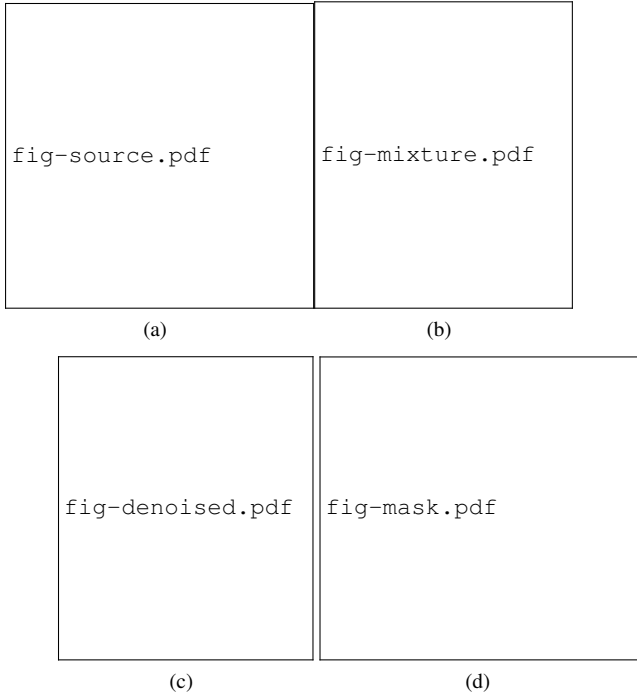 fig-source.pdf
fig-mixture.pdf
(a)
(b)
fig-denoised.pdf
fig-mask.pdf
(c)
(d)